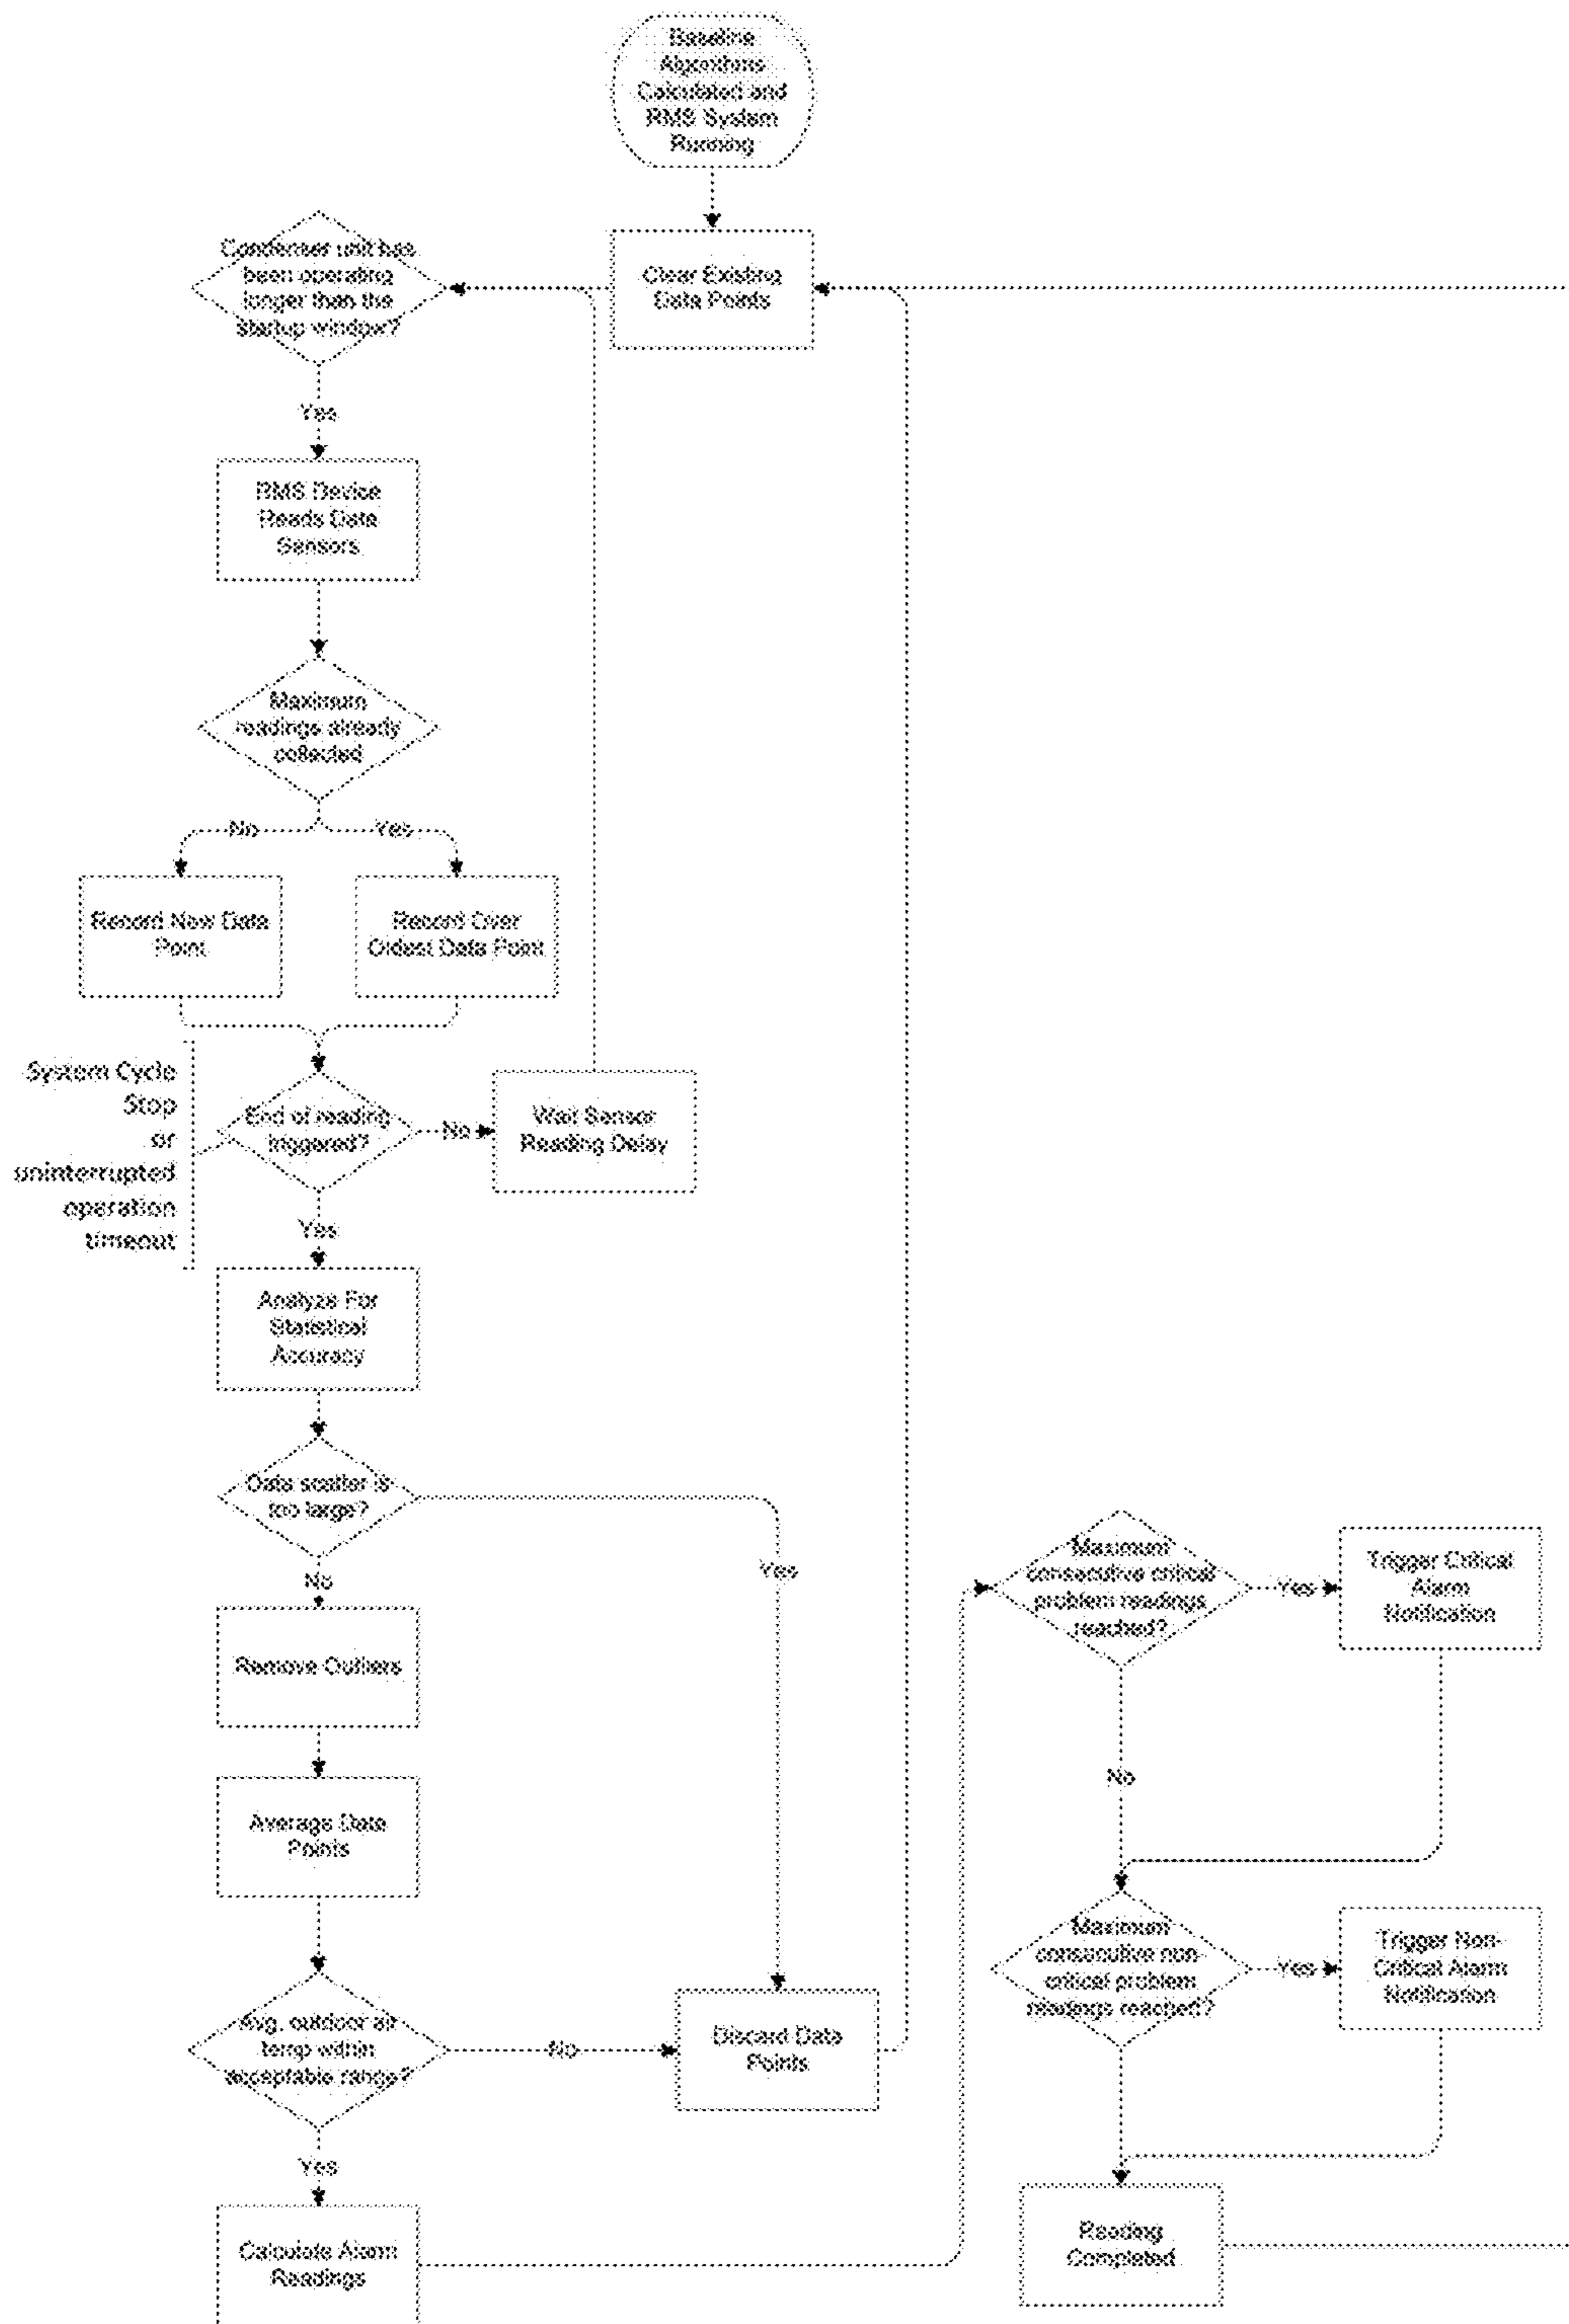 Baseline
Algorithms
Calculated and
RMS System
Running
Condenser unit has
been operating
longer than the
startup window?
Clear Existing
Data Points
Yes
RMS Device
Reads Data
Sensors
Maximum
readings already
collected
No
Yes
Record New Data
Point
Record Over
Oldest Data Point
System Cycle
Stop
or
uninterrupted
operation
timeout
End of reading
triggered?
No
Wait Sensor
Reading Delay
Yes
Analyze For
Statistical
Accuracy
Data scatter is
too large?
Yes
No
Remove Outliers
Average Data
Points
Avg. outdoor air
temp within
acceptable range?
No
Discard Data
Points
Yes
Calculate Alarm
Readings
Maximum
consecutive critical
problem readings
reached?
Yes
Trigger Critical
Alarm
Notification
No
Maximum
consecutive non-
critical problem
readings reached?
Yes
Trigger Non-
Critical Alarm
Notification
Reading
Completed